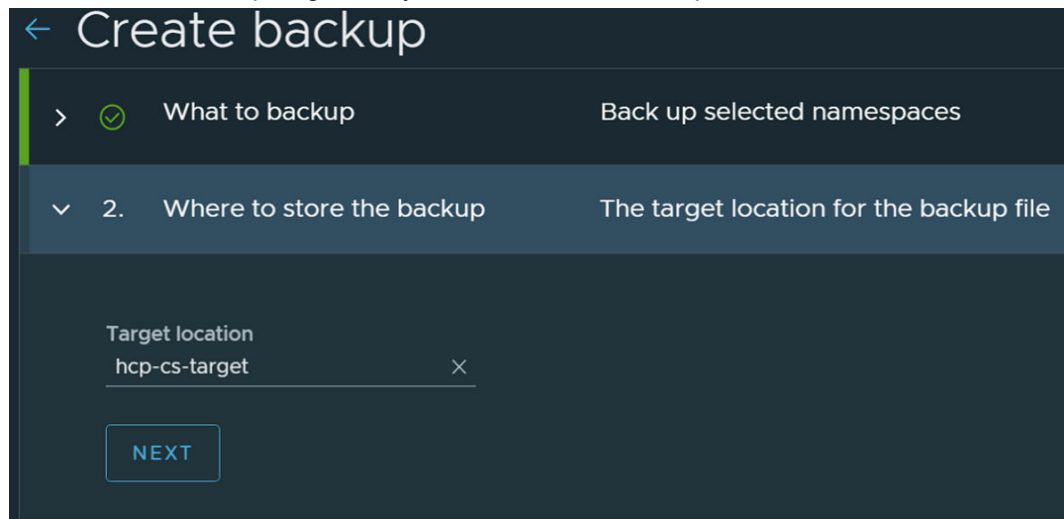 ← Create backup
What to backup Back up selected namespaces
2. Where to store the backup The target location for the backup file
Target location
hcp-cs-target
NEXT